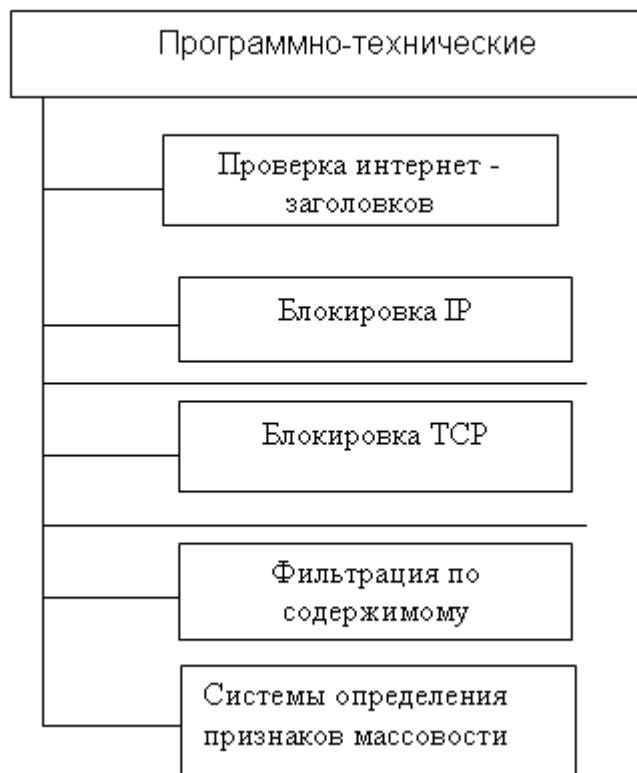 Программно-технические
Проверка интернет -
заголовков
Блокировка IP
Блокировка TCP
Фильтрация по
содержимому
Системы определения
признаков массовости